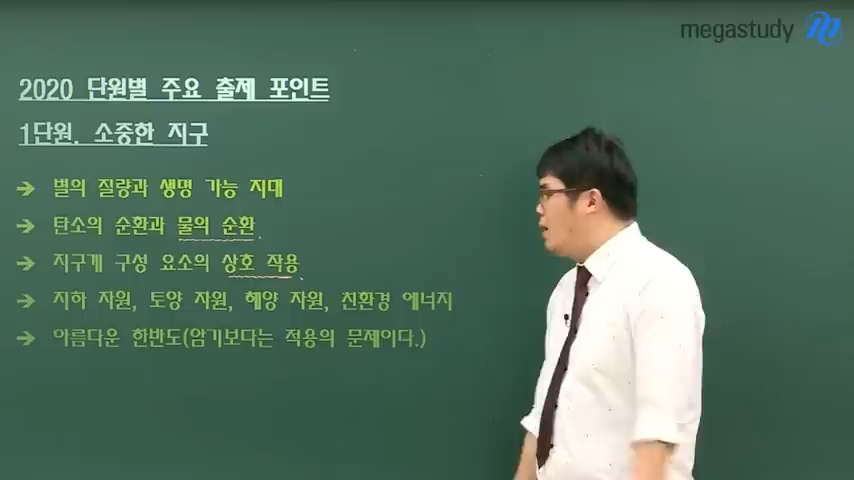 megastudy
2020 단원별 주요 출제 포인트
1단원. 소중한 지구
→ 별의 질량과 생명 가능 지대
→ 탄소의 순환과 물의 순환
→ 지구계 구성 요소의 상호 작용
→ 지하 자원, 토양 자원, 해양 자원, 친환경 에너지
→ 아름다운 한반도(암기보다는 적용의 문제이다.)